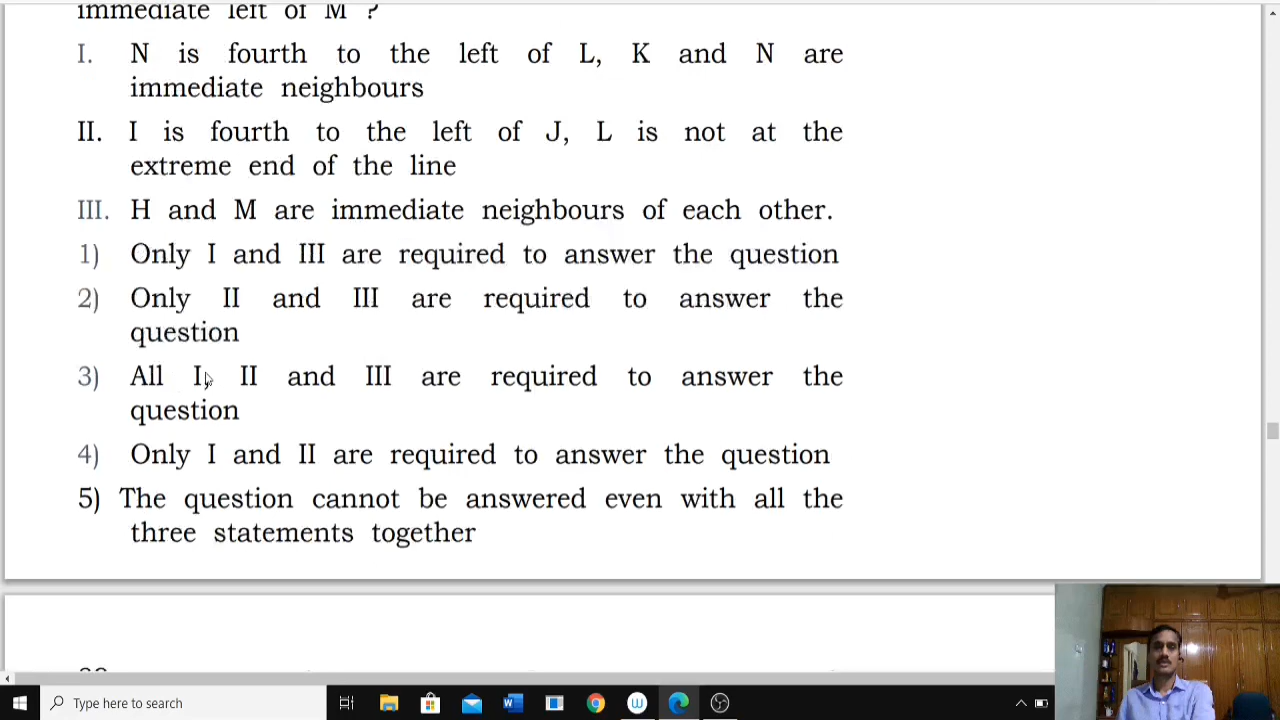 immediate left of M ?
I. N is fourth to the left of L, K and N are
immediate neighbours
II. I is fourth to the left of J, L is not at the
extreme end of the line
III. H and M are immediate neighbours of each other.
1) Only I and III are required to answer the question
2) Only II and III are required to answer the
question
3) All I, II and III are required to answer the
question
4) Only I and II are required to answer the question
5) The question cannot be answered even with all the
three statements together
Type here to search